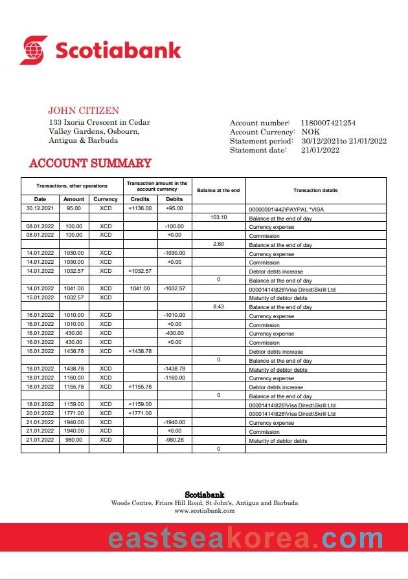 Scotiabank
JOHN CITIZEN
133 Ixoria Crescent in Cedar
Valley Gardens, Osbourn,
Antigua & Barbuda
Account number: 1180007421254
Account Currency: NOK
Statement period: 30/12/2021to 21/01/2022
Statement date: 21/01/2022
ACCOUNT SUMMARY
Transactions, other operations Transaction amount in the account currency Balance at the end Transaction details
Date Amount Currency Credits Debits
30.12.2021 95.00 XCD +1136.00 +95.00 00000001\442\PAYPAL *VISA
103.10 Balance at the end of day
08.01.2022 100.00 XCD -100.00 Currency expense
08.01.2022 100.00 XCD +0.00 Commission
2.60 Balance at the end of day
14.01.2022 1030.00 XCD -1030.00 Currency expense
14.01.2022 1030.00 XCD +0.00 Commission
14.01.2022 1032.57 XCD +1032.57 Debtor debts increase
0 Balance at the end of day
14.01.2022 1041.00 XCD 1041.00 -1032.57 00001414\826\Visa Direct\Skrill Ltd
15.01.2022 1032.57 XCD Maturity of debtor debts
8.43 Balance at the end of day
16.01.2022 1010.00 XCD -1010.00 Currency expense
16.01.2022 1010.00 XCD +0.00 Commission
16.01.2022 430.00 XCD -430.00 Currency expense
16.01.2022 430.00 XCD +0.00 Commission
16.01.2022 1438.78 XCD +1438.78 Debtor debts increase
0 Balance at the end of day
18.01.2022 1438.78 XCD -1438.78 Maturity of debtor debts
18.01.2022 1160.00 XCD -1160.00 Currency expense
18.01.2022 1155.78 XCD +1155.78 Debtor debts increase
0 Balance at the end of day
18.01.2022 1159.00 XCD +1159.00 00001414\826\Visa Direct\Skrill Ltd
20.01.2022 1771.00 XCD +1771.00 00001414\826\Visa Direct\Skrill Ltd
21.01.2022 1940.00 XCD -1940.00 Currency expense
21.01.2022 1940.00 XCD +0.00 Commission
21.01.2022 980.00 XCD -980.28 Maturity of debtor debts
0
Scotiabank
Woods Centre, Friars Hill Road, St John's, Antigua and Barbuda
www.scotiabank.com
eastseakorea.com